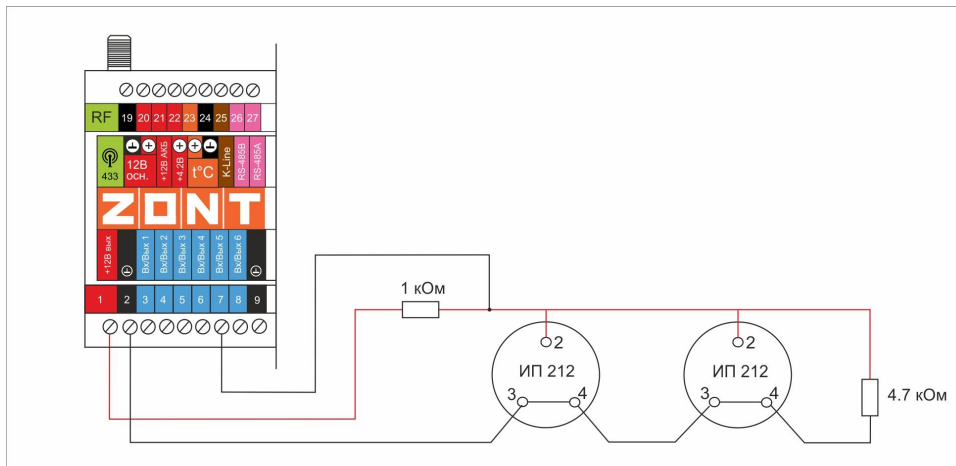 RF 19 20 21 22 23 24 25 26 27
433 12В осн. +12В АКБ +4.2В t°C K-Line RS-485B RS-485A
ZONT
+12В вых Вх/Вых 1 Вх/Вых 2 Вх/Вых 3 Вх/Вых 4 Вх/Вых 5 Вх/Вых 6
1 2 3 4 5 6 7 8 9
1 кОм
2 2
ИП 212 ИП 212
3 4 3 4
4.7 кОм